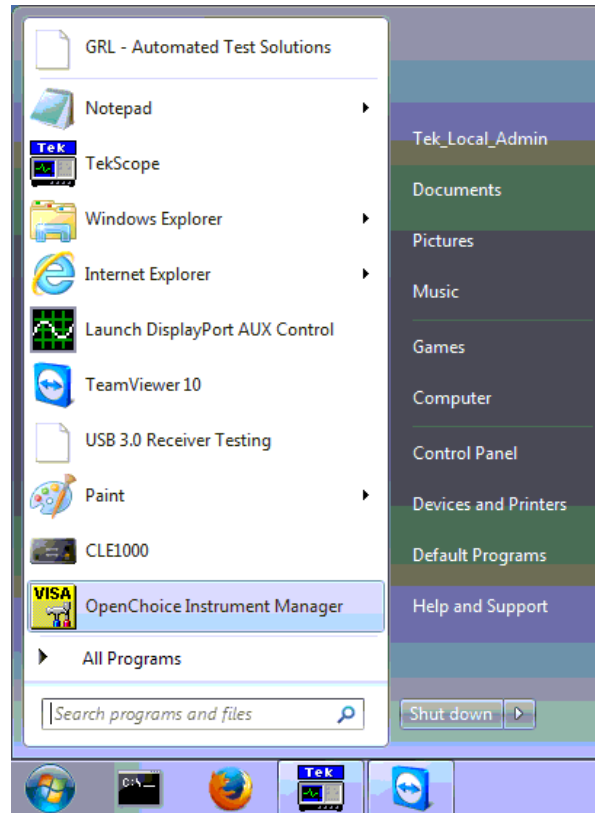 GRL - Automated Test Solutions
Notepad
Tek
TekScope
Windows Explorer
Internet Explorer
Launch DisplayPort AUX Control
TeamViewer 10
USB 3.0 Receiver Testing
Paint
CLE1000
VISA
OpenChoice Instrument Manager
All Programs
Search programs and files
Tek_Local_Admin
Documents
Pictures
Music
Games
Computer
Control Panel
Devices and Printers
Default Programs
Help and Support
Shut down
C:\_
Tek